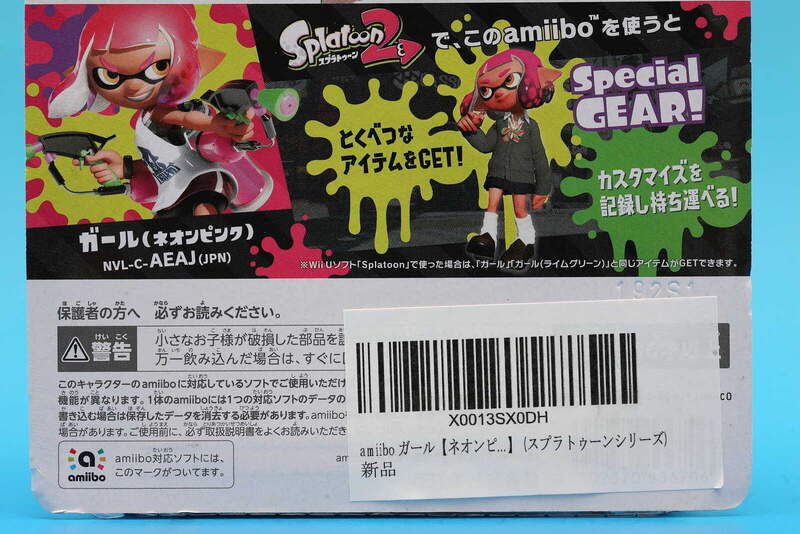 Splatoon 2
スプラトゥーン
で、このamiibo™を使うと
Special
GEAR!
とくべつな
アイテムをGET!
カスタマイズを
記録し持ち運べる!
ガール(ネオンピンク)
NVL-C-AEAJ(JPN)
※Wii Uソフト「Splatoon」で使った場合は、「ガール」「ガール(ライムグリーン)」と同じアイテムがGETできます。
192S1
保護者の方へ 必ずお読みください。
警告
小さなお子様が破損した部品を
万一飲み込んだ場合は、すぐに
このキャラクターのamiiboに対応しているソフトでご使用いただけ
機能が異なります。1体のamiiboには1つの対応ソフトのデータの
書き込む場合は保存したデータを消去する必要があります。amiibo
場合があります。ご使用前に、必ず取扱説明書をよくお読みいただき
amiibo
amiibo対応ソフトには、
このマークがついてます。
X0013SX0DH
amiibo ガール【ネオンピ...】 (スプラトゥーンシリーズ)
新品